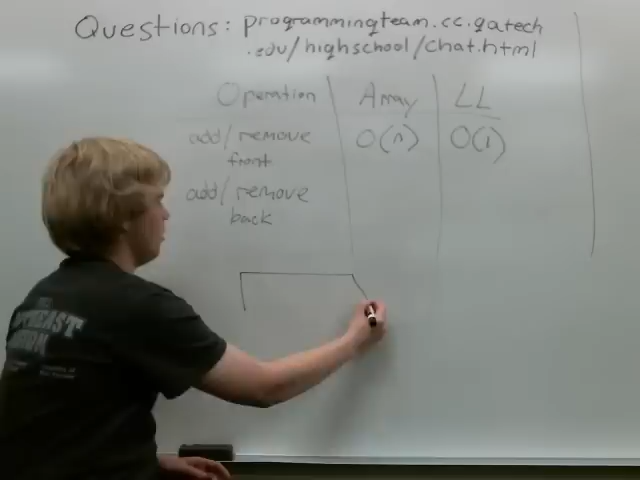 Questions: programmingteam.cc.gatech
.edu/highschool/chat.html
Operation Array LL
add/remove O(n) O(1)
front
add/remove
back